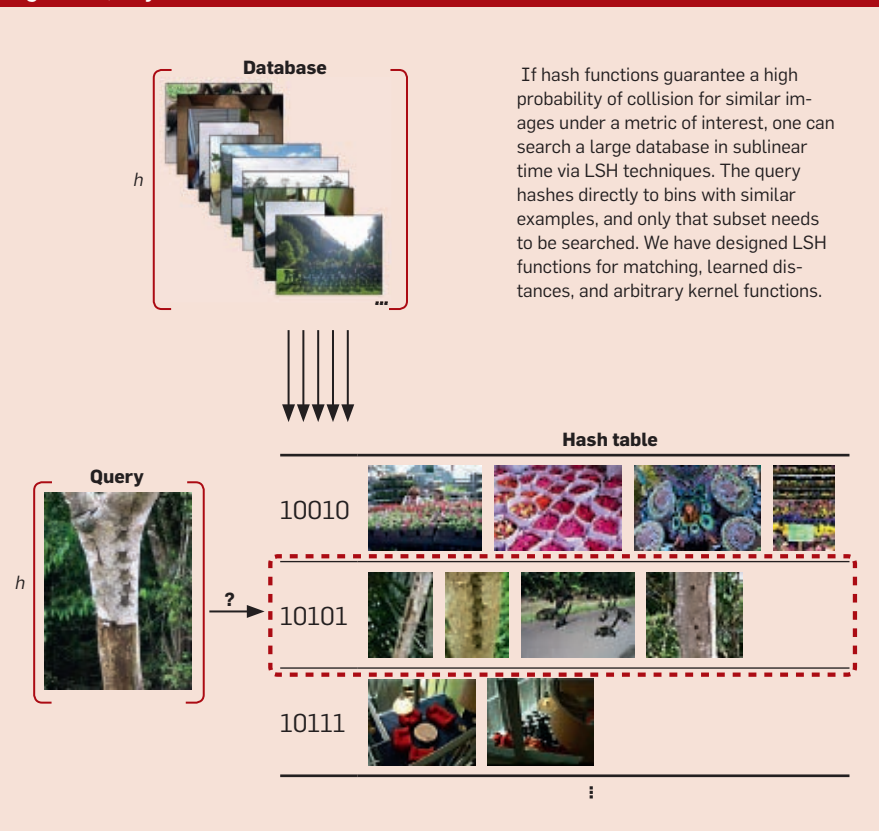 Database
If hash functions guarantee a high
probability of collision for similar im-
ages under a metric of interest, one can
search a large database in sublinear
time via LSH techniques. The query
hashes directly to bins with similar
examples, and only that subset needs
to be searched. We have designed LSH
functions for matching, learned dis-
tances, and arbitrary kernel functions.
h
...
Hash table
Query
10010
h
?
10101
10111
⋮